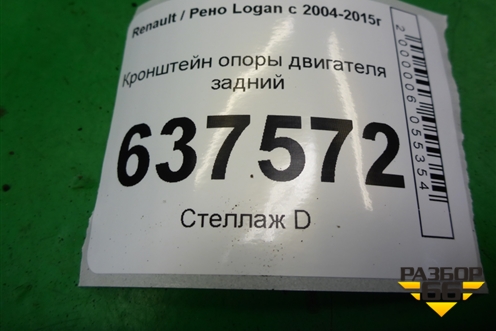 Renault / Рено Logan с 2004-2015г
Кронштейн опоры двигателя
задний
637572
Стеллаж D
2000006055354
РАЗБОР
66